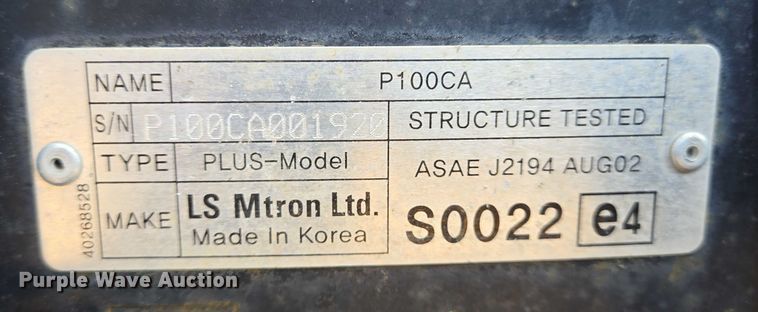 NAME P100CA
S/N P100CA001920 STRUCTURE TESTED
TYPE PLUS-Model ASAE J2194 AUG02
MAKE LS Mtron Ltd. S0022 e4
Made In Korea
40268528
Purple Wave Auction